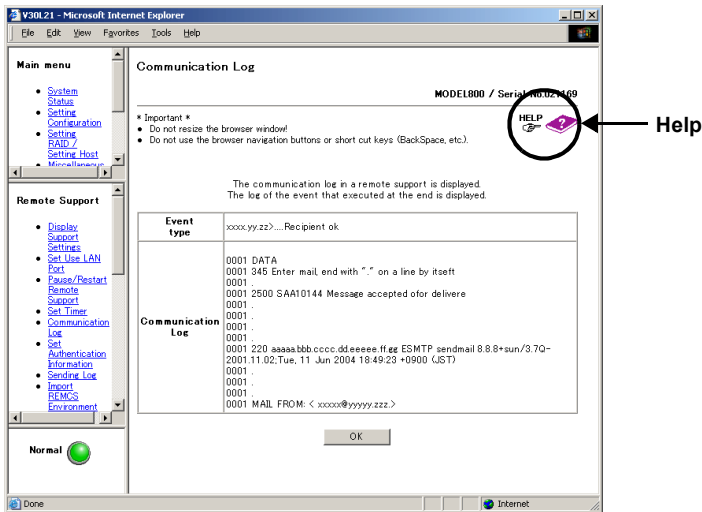 V30L21 - Microsoft Internet Explorer
File Edit View Favorites Tools Help
Main menu
System
Status
Setting
Configuration
Setting
RAID /
Setting Host
Miscellaneous
Remote Support
Display
Support
Settings
Set Use LAN
Port
Pause/Restart
Remote
Support
Set Timer
Communication
Log
Set
Authentication
Information
Sending Log
Import
REMCS
Environment
Normal
Communication Log
MODEL800 / Serial No.021169
* Important *
Do not resize the browser window!
Do not use the browser navigation buttons or short cut keys (BackSpace, etc.).
HELP
?
Help
The communication log in a remote support is displayed.
The log of the event that executed at the end is displayed.
Event
type
xxxx.yy.zz>....Recipient ok
Communication
Log
0001 DATA
0001 345 Enter mail, end with "." on a line by itseft
0001 .
0001 2500 SAA10144 Message accepted ofor delivere
0001 .
0001 .
0001 .
0001 .
0001 220 aaaaa.bbb.cccc.dd.eeeee.ff.gg ESMTP sendmail 8.8.8+sun/3.7Q-
2001.11.02;Tue, 11 Jun 2004 18:49:23 +0900 (JST)
0001 .
0001 .
0001 .
0001 MAIL FROM: < xxxxx@yyyyy.zzz.>
OK
Done
Internet